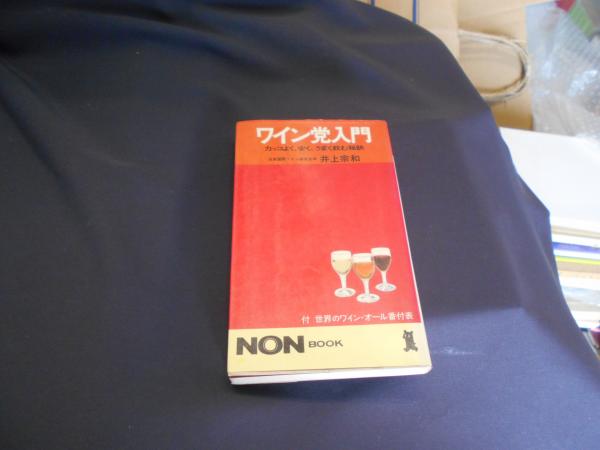 ワイン党入門
カッコよく、安く、うまく飲む秘訣
井上宗和
付 世界のワイン・オール番付表
NON BOOK